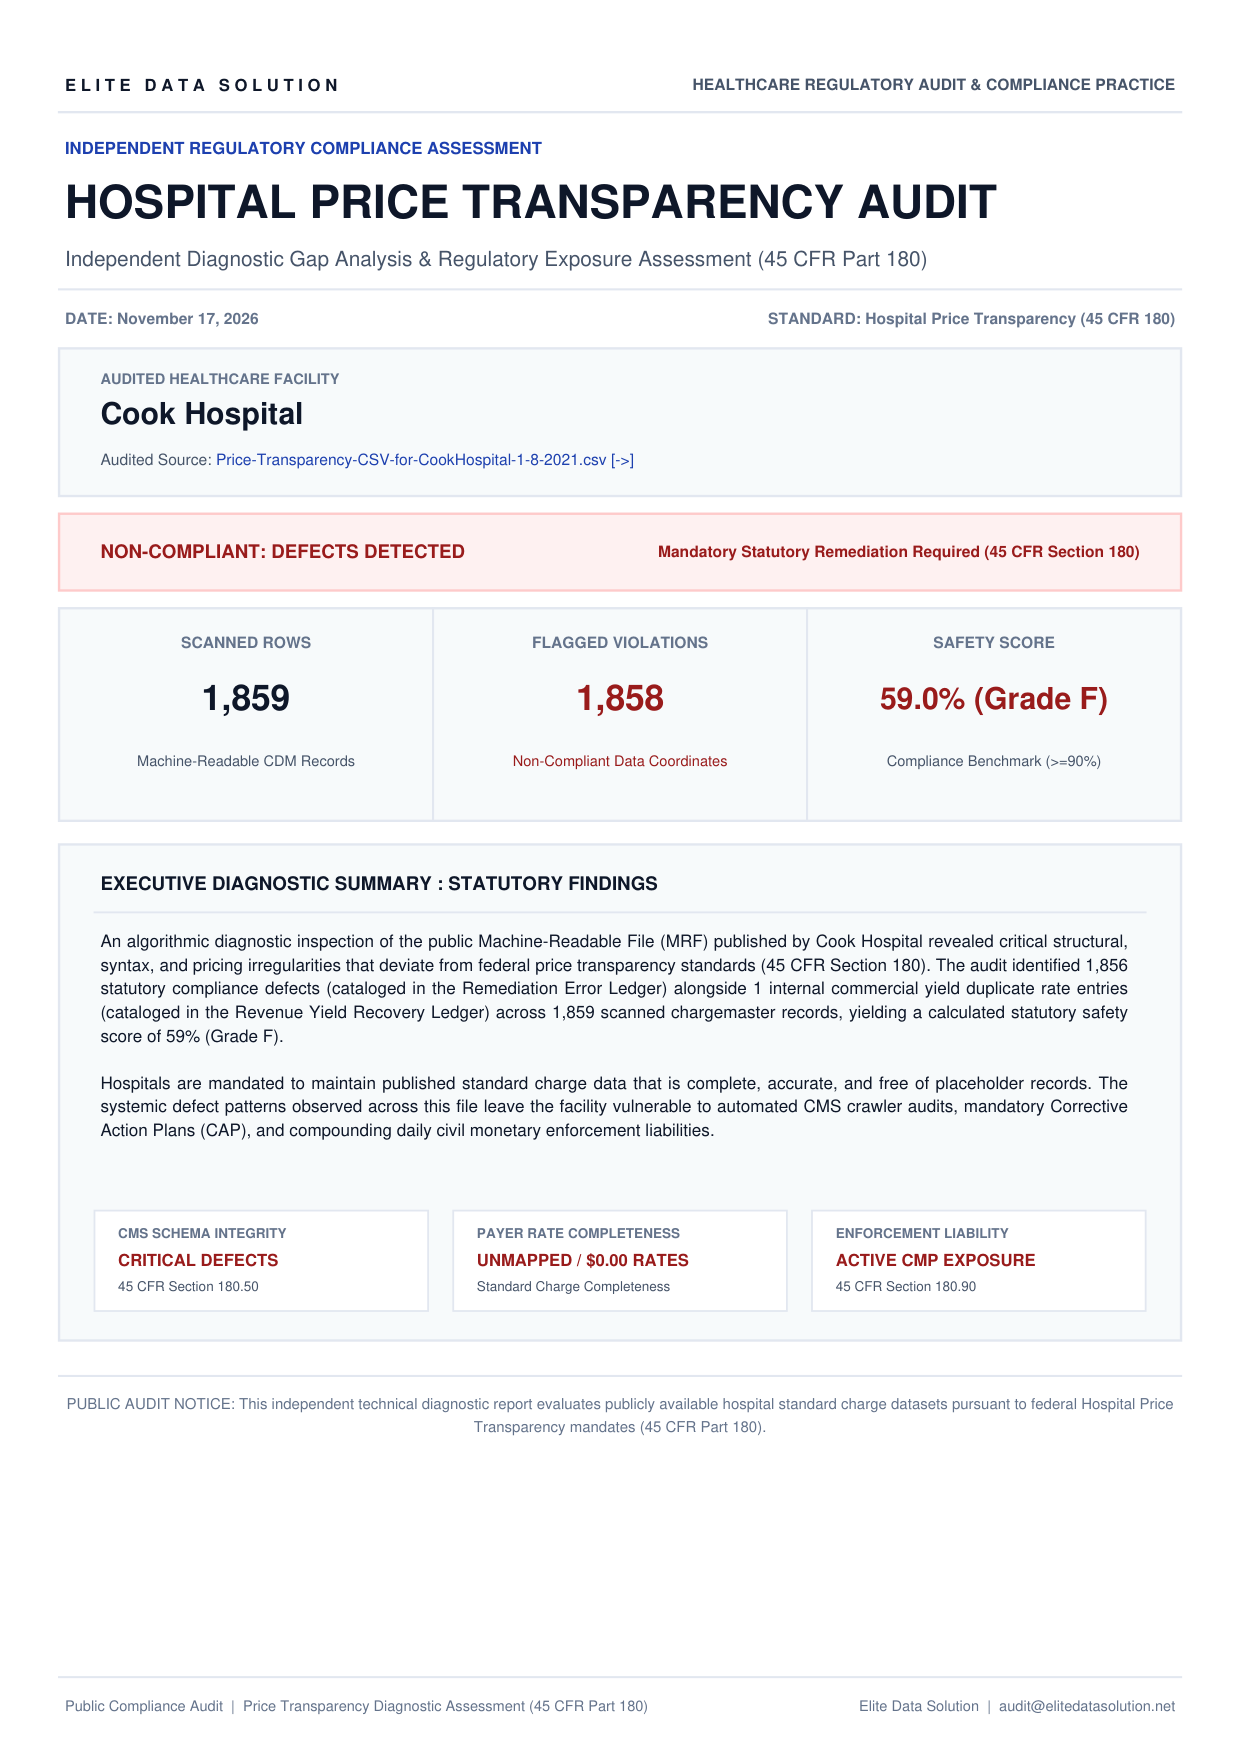 ELITE DATA SOLUTION
HEALTHCARE REGULATORY AUDIT & COMPLIANCE PRACTICE
INDEPENDENT REGULATORY COMPLIANCE ASSESSMENT
HOSPITAL PRICE TRANSPARENCY AUDIT
Independent Diagnostic Gap Analysis & Regulatory Exposure Assessment (45 CFR Part 180)
DATE: November 17, 2026
STANDARD: Hospital Price Transparency (45 CFR 180)
AUDITED HEALTHCARE FACILITY
Cook Hospital
Audited Source: Price-Transparency-CSV-for-CookHospital-1-8-2021.csv [->]
NON-COMPLIANT: DEFECTS DETECTED
Mandatory Statutory Remediation Required (45 CFR Section 180)
SCANNED ROWS
1,859
Machine-Readable CDM Records
FLAGGED VIOLATIONS
1,858
Non-Compliant Data Coordinates
SAFETY SCORE
59.0% (Grade F)
Compliance Benchmark (>=90%)
EXECUTIVE DIAGNOSTIC SUMMARY : STATUTORY FINDINGS
An algorithmic diagnostic inspection of the public Machine-Readable File (MRF) published by Cook Hospital revealed critical structural,
syntax, and pricing irregularities that deviate from federal price transparency standards (45 CFR Section 180). The audit identified 1,856
statutory compliance defects (cataloged in the Remediation Error Ledger) alongside 1 internal commercial yield duplicate rate entries
(cataloged in the Revenue Yield Recovery Ledger) across 1,859 scanned chargemaster records, yielding a calculated statutory safety
score of 59% (Grade F).
Hospitals are mandated to maintain published standard charge data that is complete, accurate, and free of placeholder records. The
systemic defect patterns observed across this file leave the facility vulnerable to automated CMS crawler audits, mandatory Corrective
Action Plans (CAP), and compounding daily civil monetary enforcement liabilities.
CMS SCHEMA INTEGRITY
CRITICAL DEFECTS
45 CFR Section 180.50
PAYER RATE COMPLETENESS
UNMAPPED / $0.00 RATES
Standard Charge Completeness
ENFORCEMENT LIABILITY
ACTIVE CMP EXPOSURE
45 CFR Section 180.90
PUBLIC AUDIT NOTICE: This independent technical diagnostic report evaluates publicly available hospital standard charge datasets pursuant to federal Hospital Price
Transparency mandates (45 CFR Part 180).
Public Compliance Audit | Price Transparency Diagnostic Assessment (45 CFR Part 180)
Elite Data Solution | audit@elitedatasolution.net